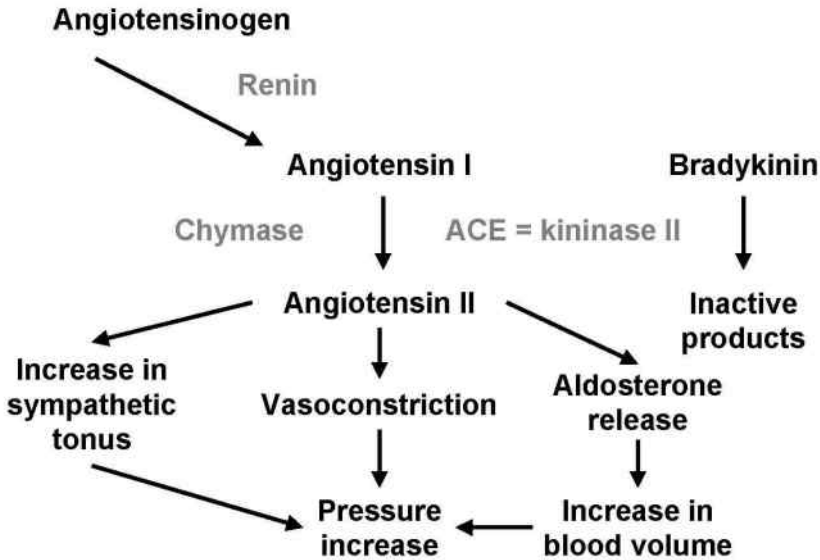 Angiotensinogen
Renin
Angiotensin I
Bradykinin
Chymase
ACE = kininase II
Angiotensin II
Inactive
products
Increase in
sympathetic
tonus
Vasoconstriction
Aldosterone
release
Pressure
increase
Increase in
blood volume